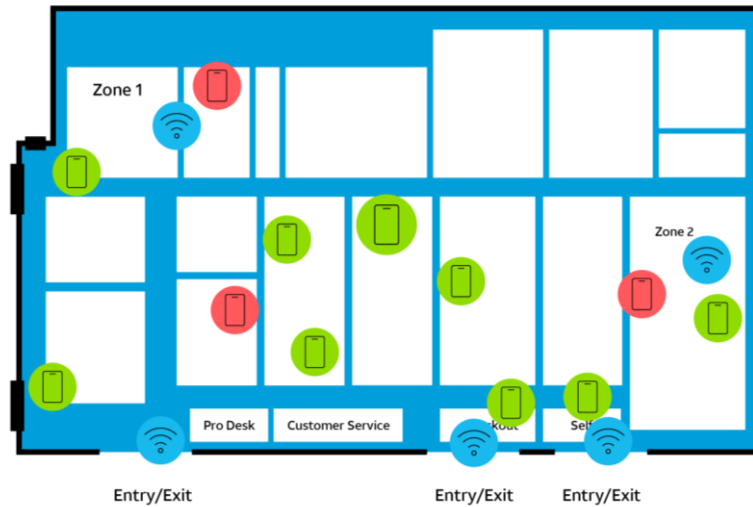 Zone 1
Zone 2
Pro Desk
Customer Service
Entry/Exit
Entry/Exit
Entry/Exit